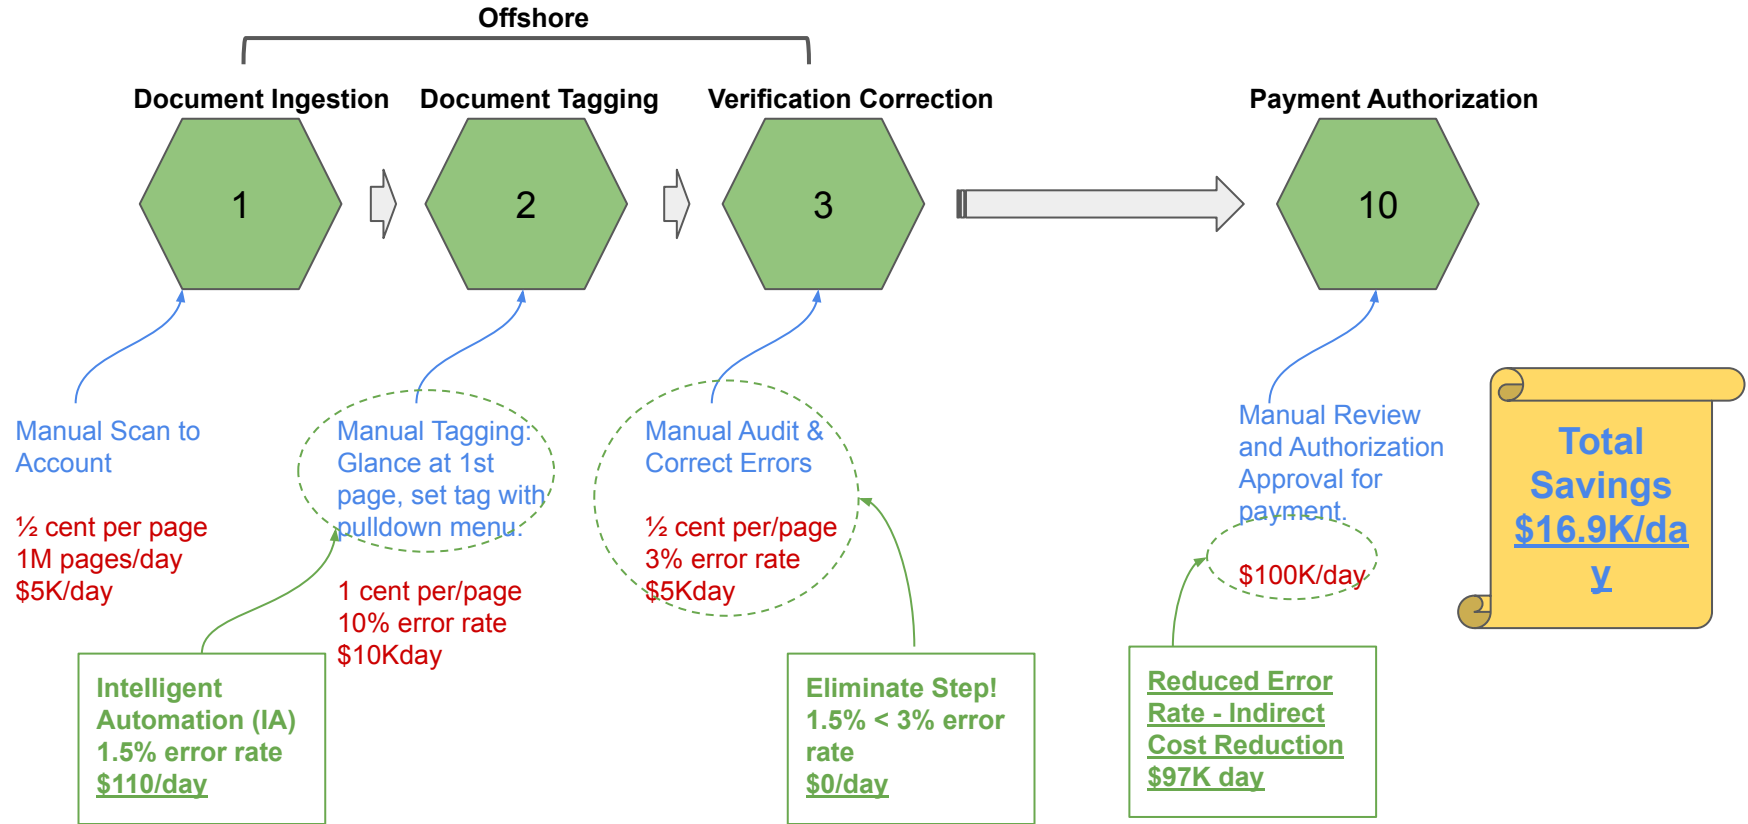 Offshore
Document Ingestion
Document Tagging
Verification Correction
Payment Authorization
1
2
3
10
Manual Scan to
Account
½ cent per page
1M pages/day
$5K/day
Manual Tagging:
Glance at 1st
page, set tag with
pulldown menu.
1 cent per/page
10% error rate
$10Kday
Manual Audit &
Correct Errors
½ cent per/page
3% error rate
$5Kday
Manual Review
and Authorization
Approval for
payment.
$100K/day
Total
Savings
$16.9K/da
y
Intelligent
Automation (IA)
1.5% error rate
$110/day
Eliminate Step!
1.5% < 3% error
rate
$0/day
Reduced Error
Rate - Indirect
Cost Reduction
$97K day